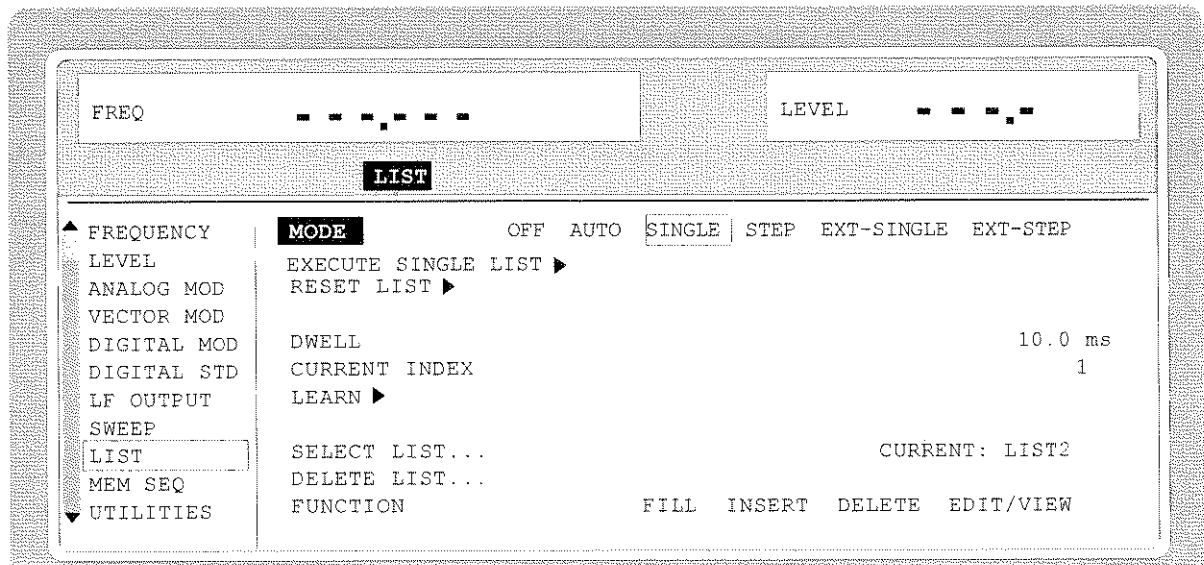 FREQ - - -.- - - LEVEL - - -.-
LIST
FREQUENCY
LEVEL
ANALOG MOD
VECTOR MOD
DIGITAL MOD
DIGITAL STD
LF OUTPUT
SWEEP
LIST
MEM SEQ
UTILITIES
MODE OFF AUTO SINGLE STEP EXT-SINGLE EXT-STEP
EXECUTE SINGLE LIST ▶
RESET LIST ▶
DWELL 10.0 ms
CURRENT INDEX 1
LEARN ▶
SELECT LIST... CURRENT: LIST2
DELETE LIST...
FUNCTION FILL INSERT DELETE EDIT/VIEW